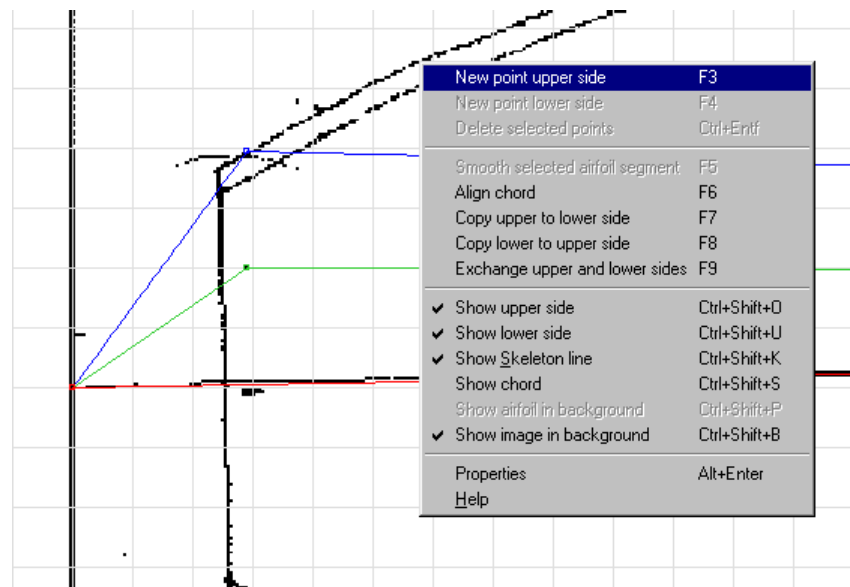 New point upper side F3
New point lower side F4
Delete selected points Ctrl+Entf
Smooth selected airfoil segment F5
Align chord F6
Copy upper to lower side F7
Copy lower to upper side F8
Exchange upper and lower sides F9
Show upper side Ctrl+Shift+O
Show lower side Ctrl+Shift+U
Show Skeleton line Ctrl+Shift+K
Show chord Ctrl+Shift+S
Show airfoil in background Ctrl+Shift+P
Show image in background Ctrl+Shift+B
Properties Alt+Enter
Help